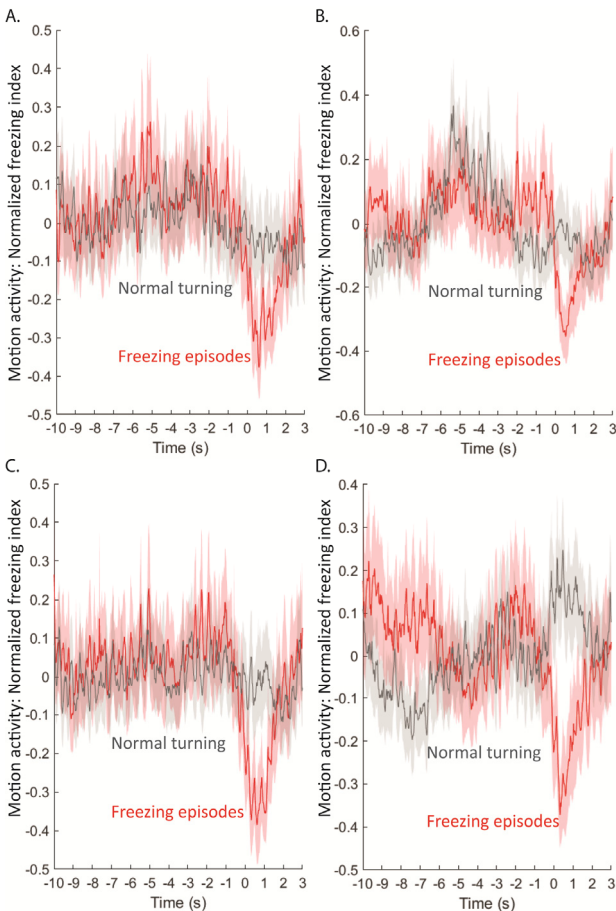 A.
Motion activity: Normalized freezing index
0.5
0.4
0.3
0.2
0.1
0
-0.1
-0.2
-0.3
-0.4
-0.5
Normal turning
Freezing episodes
-10 -9 -8 -7 -6 -5 -4 -3 -2 -1 0 1 2 3
Time (s)
B.
Motion activity: Normalized freezing index
0.6
0.4
0.2
0
-0.2
-0.4
-0.6
Normal turning
Freezing episodes
-10 -9 -8 -7 -6 -5 -4 -3 -2 -1 0 1 2 3
Time (s)
C.
Motion activity: Normalized freezing index
0.5
0.4
0.3
0.2
0.1
0
-0.1
-0.2
-0.3
-0.4
-0.5
Normal turning
Freezing episodes
-10 -9 -8 -7 -6 -5 -4 -3 -2 -1 0 1 2 3
Time (s)
D.
Motion activity: Normalized freezing index
0.4
0.3
0.2
0.1
0
-0.1
-0.2
-0.3
-0.4
-0.5
Normal turning
Freezing episodes
-10 -9 -8 -7 -6 -5 -4 -3 -2 -1 0 1 2 3
Time (s)